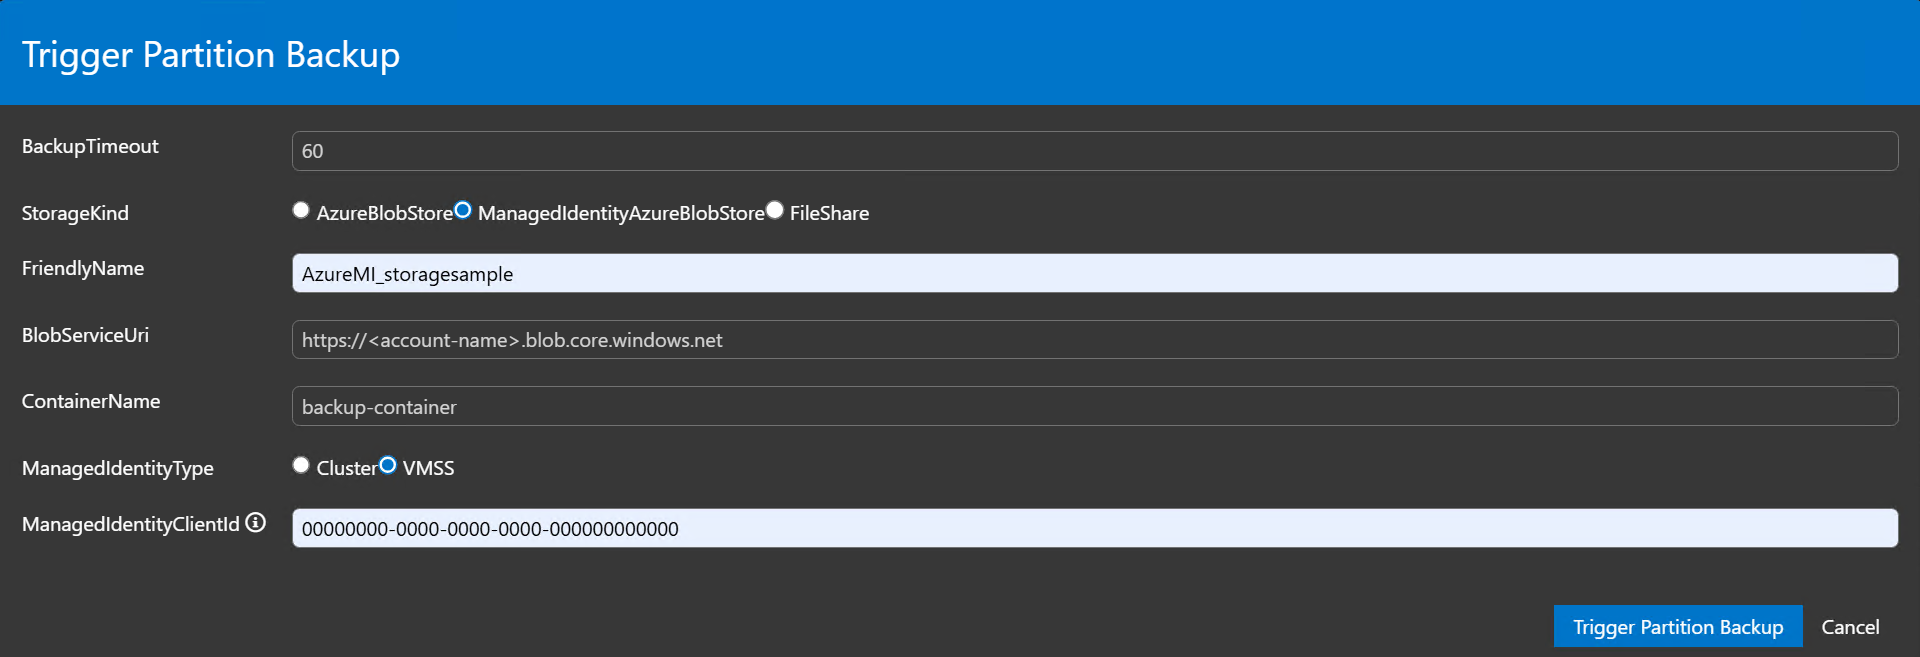 Trigger Partition Backup
BackupTimeout 60
StorageKind AzureBlobStore ManagedIdentityAzureBlobStore FileShare
FriendlyName AzureMI_storagesample
BlobServiceUri https://<account-name>.blob.core.windows.net
ContainerName backup-container
ManagedIdentityType Cluster VMSS
ManagedIdentityClientId 00000000-0000-0000-0000-000000000000
Trigger Partition Backup Cancel